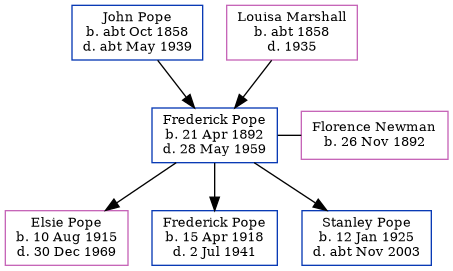 John Pope
b. abt Oct 1858
d. abt May 1939
Louisa Marshall
b. abt 1858
d. 1935
Frederick Pope
b. 21 Apr 1892
d. 28 May 1959
Florence Newman
b. 26 Nov 1892
Elsie Pope
b. 10 Aug 1915
d. 30 Dec 1969
Frederick Pope
b. 15 Apr 1918
d. 2 Jul 1941
Stanley Pope
b. 12 Jan 1925
d. abt Nov 2003